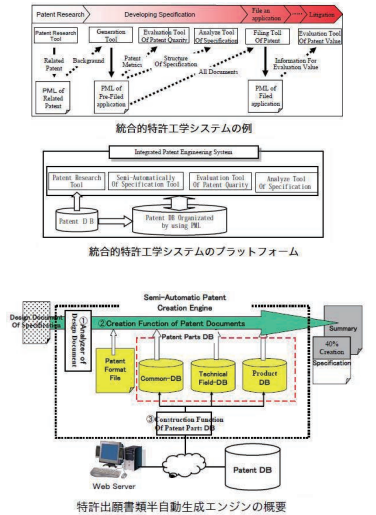 Patent Research
Developing Specification
File an
application
Litigation
Patent Research
Tool
Generation
Tool
Evaluation Tool
Of Patent Quarity
Analyze Tool
Of Specification
Filing Toll
Of Patent
Evaluation Tool
Of Patent Value
Related
Patent
Background
Patent
Metrics
Structure
Of Specification
All Documents
Information For
Evaluation Value
PML of
Related
Patent
PML of
Pre-Filed
application
PML of
Filed
application
統合的特許工学システムの例
Integrated Patent Engineering System
Patent Research
Tool
Semi-Automatically
Of Specification Tool
Evaluation Tool
Of Patent Quarity
Analyze Tool
Of Specification
Patent DB
Patent DB Organizated
by using PML
統合的特許工学システムのプラットフォーム
Semi-Automatic Patent
Creation Engine
Design Document
Of Specifications
①Analyzer of
Design Document
②Creation Function of Patent Documents
Patent Parts DB
Summary
40%
Creation
Specification
Patent
Format
File
Common-DB
Technical
Field-DB
Product
DB
③Construction Function
Of Patent Parts DB
Web Server
Patent DB
特許出願書類半自動生成エンジンの概要